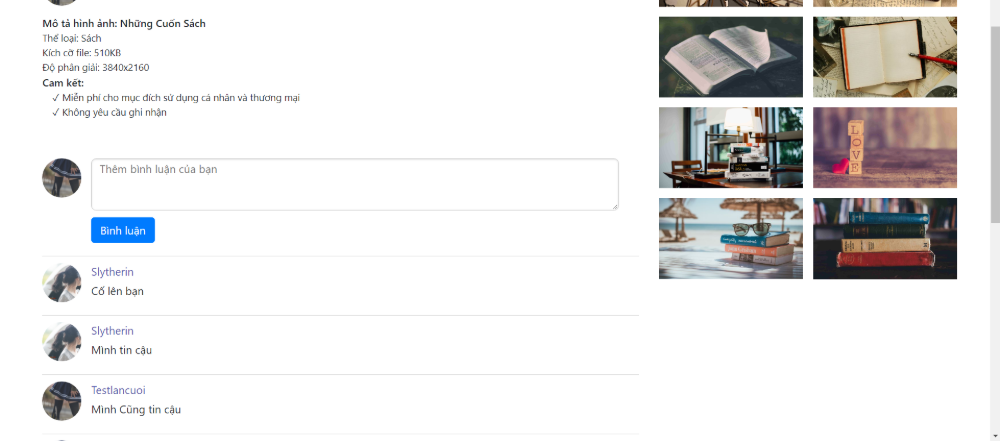 Mô tả hình ảnh: Những Cuốn Sách
Thể loại: Sách
Kích cỡ file: 510KB
Độ phân giải: 3840x2160
Cam kết:
✓ Miễn phí cho mục đích sử dụng cá nhân và thương mại
✓ Không yêu cầu ghi nhận
Thêm bình luận của bạn
Bình luận
Slytherin
Cố lên bạn
Slytherin
Mình tin cậu
Testlancuoi
Mình Cũng tin cậu
L
O
V
E